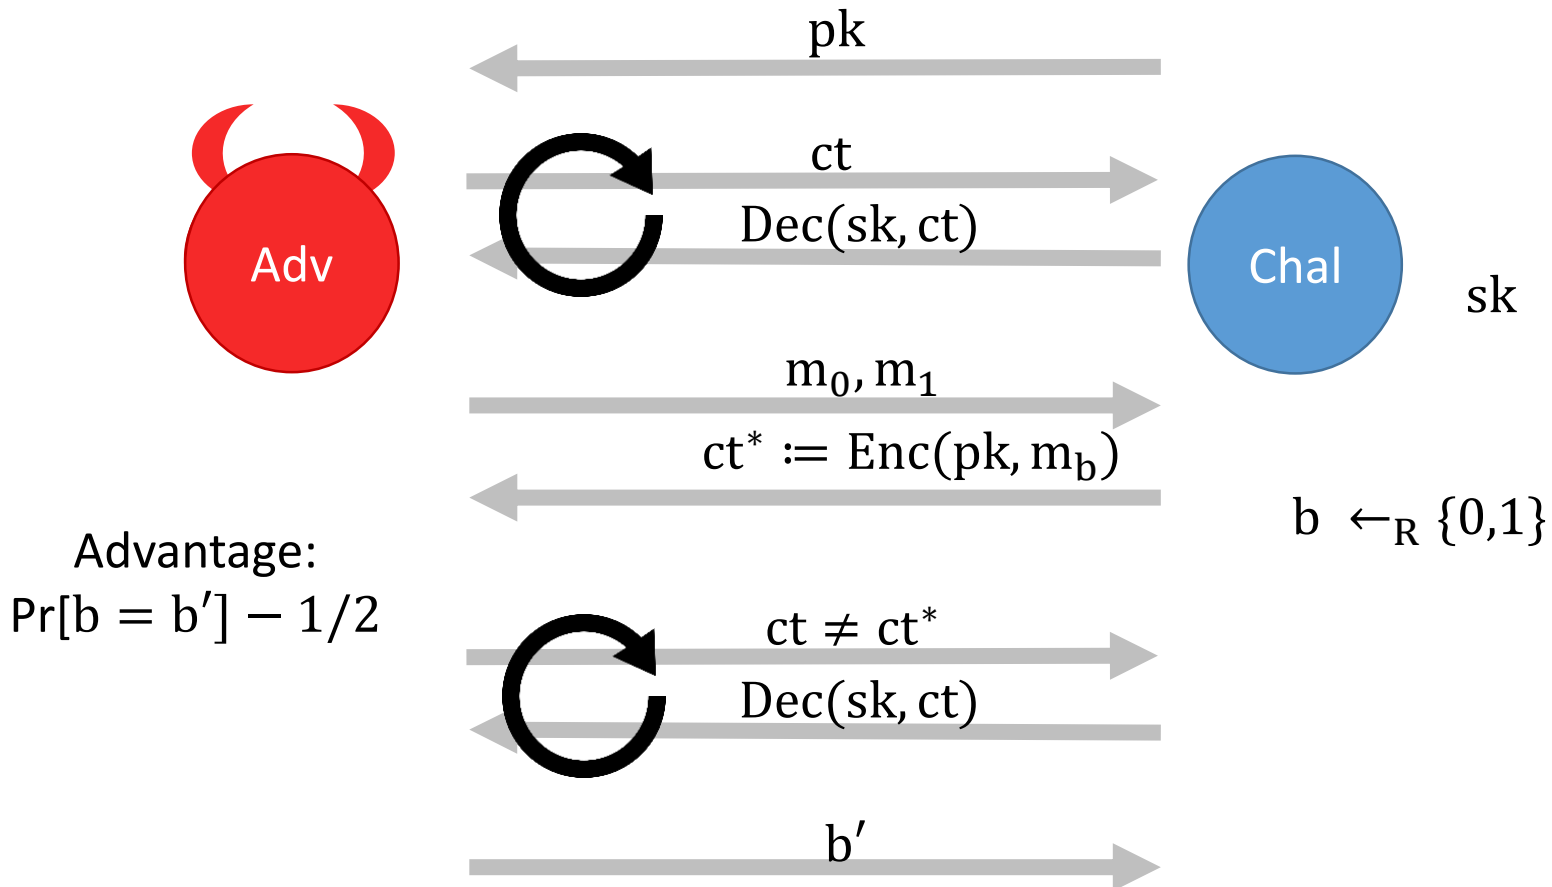 pk
ct
Dec(sk, ct)
Adv
Chal
sk
m₀, m₁
ct* ≔ Enc(pk, m_b)
b ←_R {0,1}
Advantage:
Pr[b = b′] − 1/2
ct ≠ ct*
Dec(sk, ct)
b′